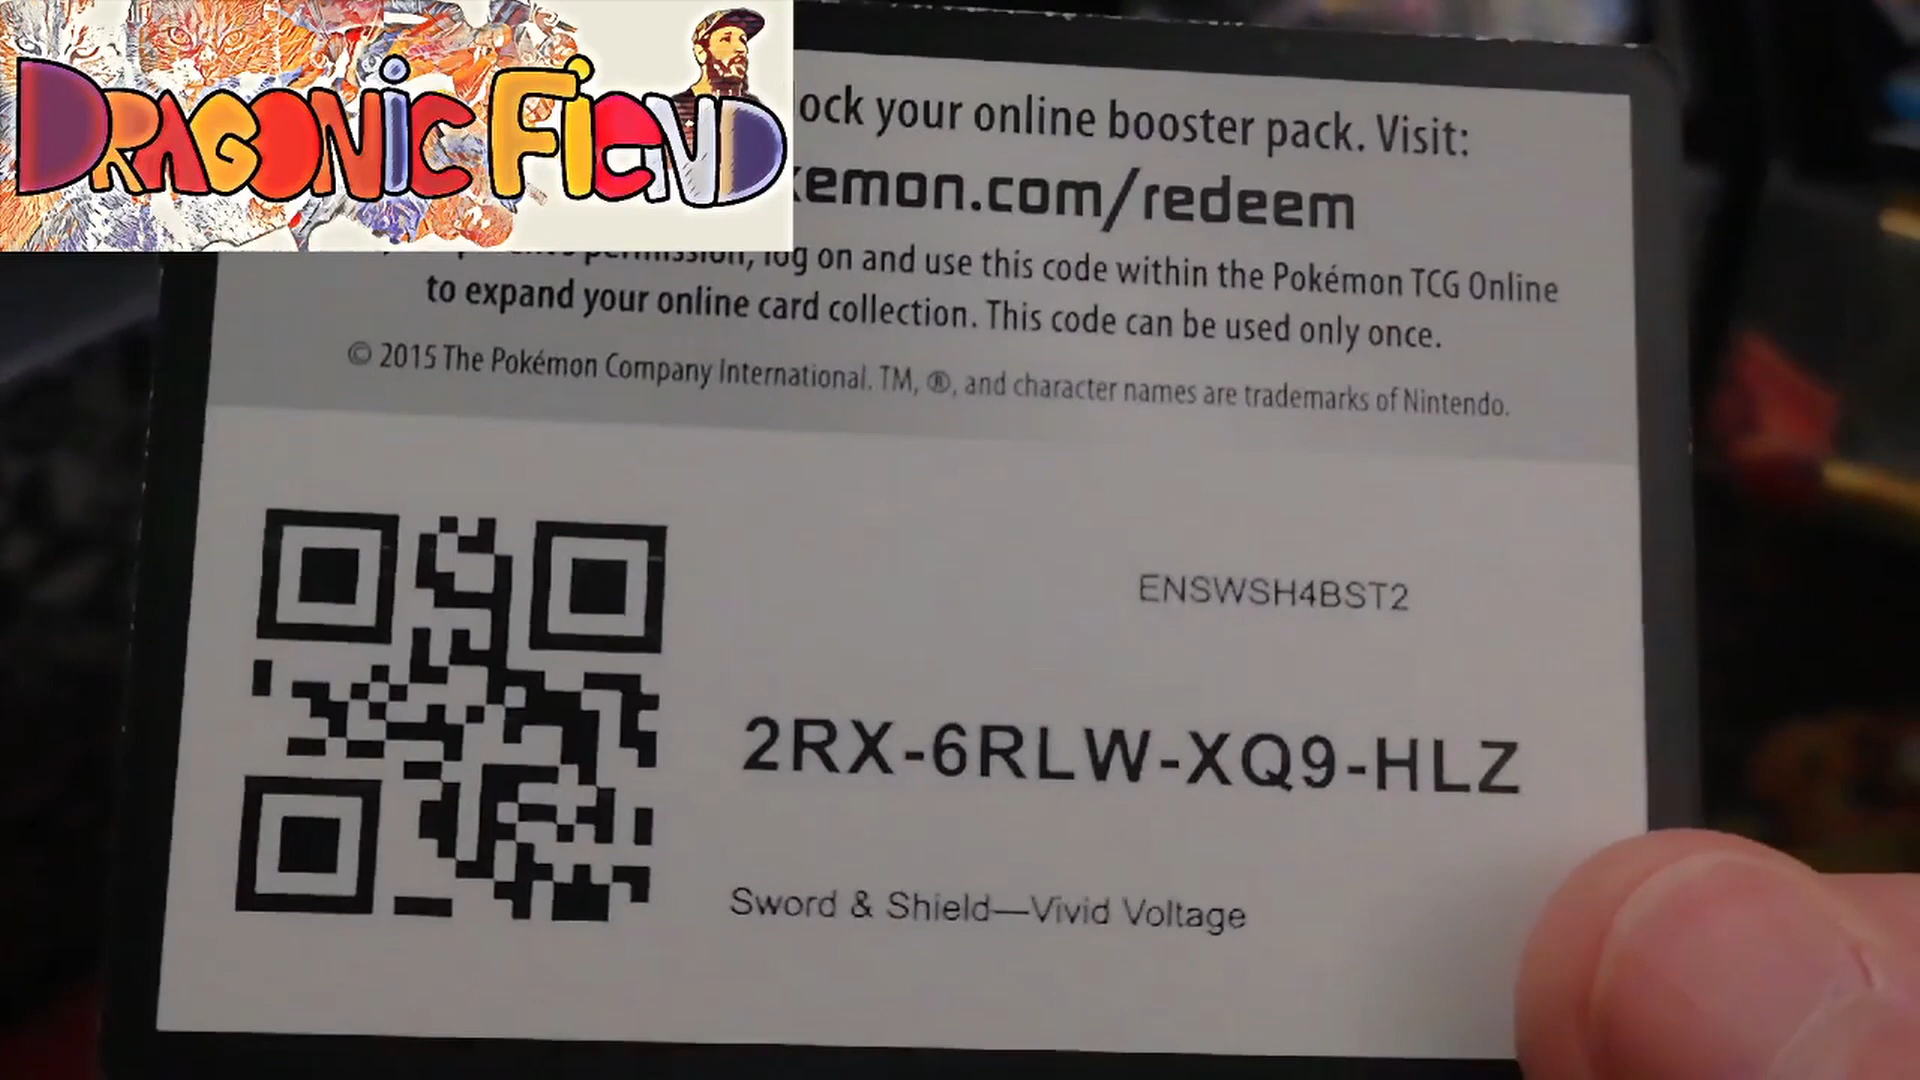 DRAGONIC FiEND
ock your online booster pack. Visit:
kemon.com/redeem
permission, log on and use this code within the Pokémon TCG Online
to expand your online card collection. This code can be used only once.
© 2015 The Pokémon Company International. TM, ®, and character names are trademarks of Nintendo.
ENSWSH4BST2
2RX-6RLW-XQ9-HLZ
Sword & Shield—Vivid Voltage